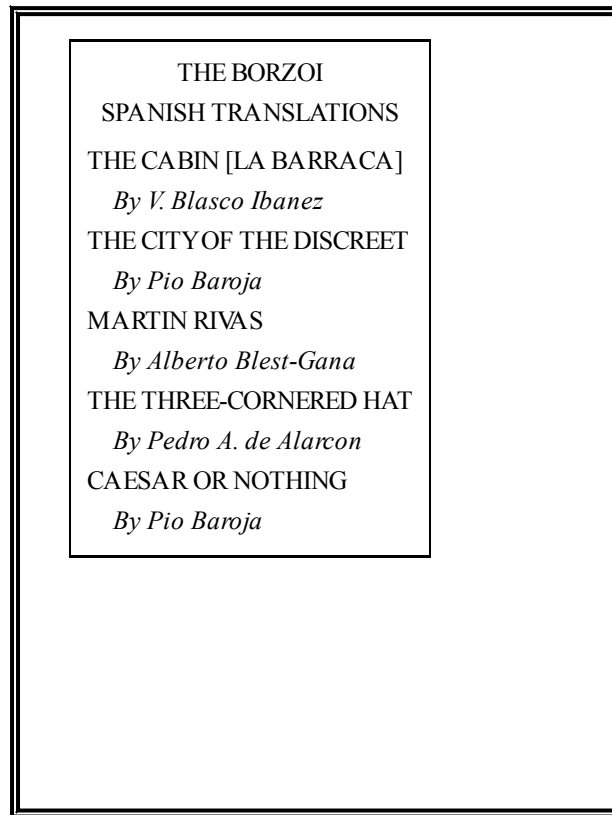 THE BORZOI
SPANISH TRANSLATIONS
THE CABIN [LA BARRACA]
By V. Blasco Ibanez
THE CITY OF THE DISCREET
By Pio Baroja
MARTIN RIVAS
By Alberto Blest-Gana
THE THREE-CORNERED HAT
By Pedro A. de Alarcon
CAESAR OR NOTHING
By Pio Baroja